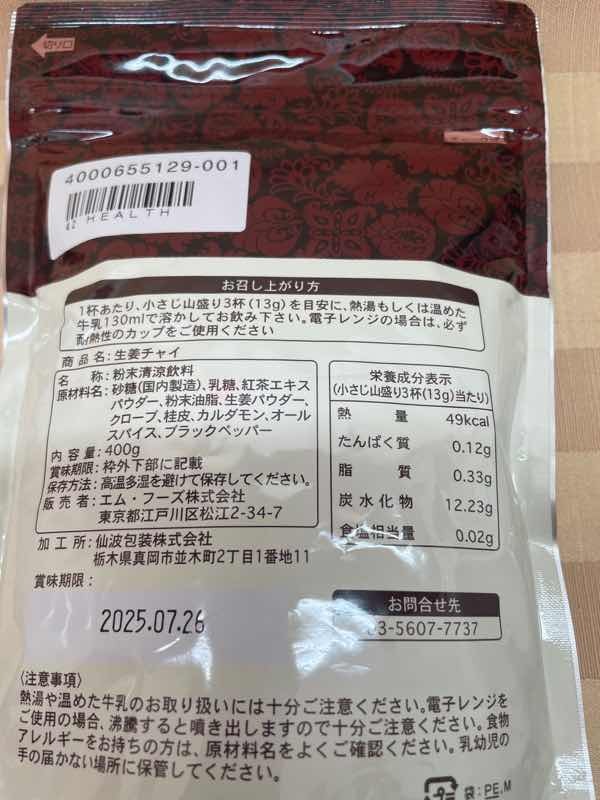 切り口
4000655129-001
HEALTH
お召し上がり方
1杯あたり、小さじ山盛り3杯(13g)を目安に、熱湯もしくは温めた
牛乳130mlで溶かしてお飲み下さい。電子レンジの場合は、必ず
耐熱性のカップをご使用ください
商品名:生姜チャイ
名 称:粉末清涼飲料
原材料名:砂糖(国内製造)、乳糖、紅茶エキス
パウダー、粉末油脂、生姜パウダー、
クローブ、桂皮、カルダモン、オール
スパイス、ブラックペッパー
内容量:400g
賞味期限:枠外下部に記載
保存方法:高温多湿を避けて保存してください。
販売者:エム・フーズ株式会社
東京都江戸川区松江2-34-7
栄養成分表示
(小さじ山盛り3杯(13g)当たり)
熱 量 49kcal
たんぱく質 0.12g
脂 質 0.33g
炭水化物 12.23g
食塩相当量 0.02g
加工所:仙波包装株式会社
栃木県真岡市並木町2丁目1番地11
賞味期限:
2025.07.26
お問合せ先
03-5607-7737
〈注意事項〉
熱湯や温めた牛乳のお取り扱いには十分ご注意ください。電子レンジを
ご使用の場合、沸騰すると噴き出しますので十分ご注意ください。食物
アレルギーをお持ちの方は、原材料名をよくご確認ください。乳幼児の
手の届かない場所に保管してください。
袋:PE,M